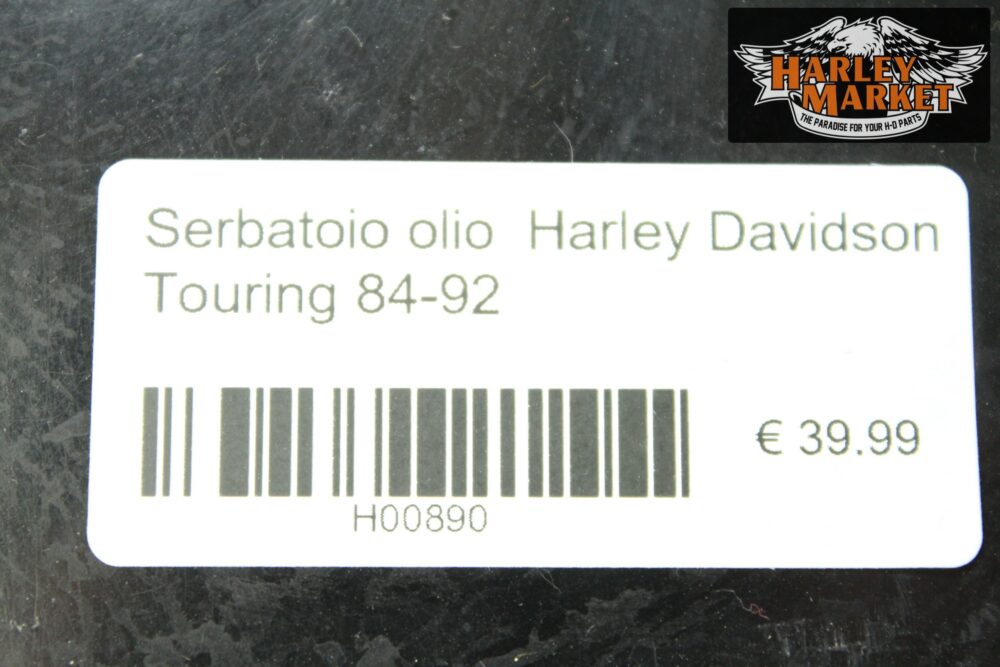 HARLEY
MARKET
THE PARADISE FOR YOUR H-D PARTS
Serbatoio olio Harley Davidson
Touring 84-92
€ 39.99
H00890